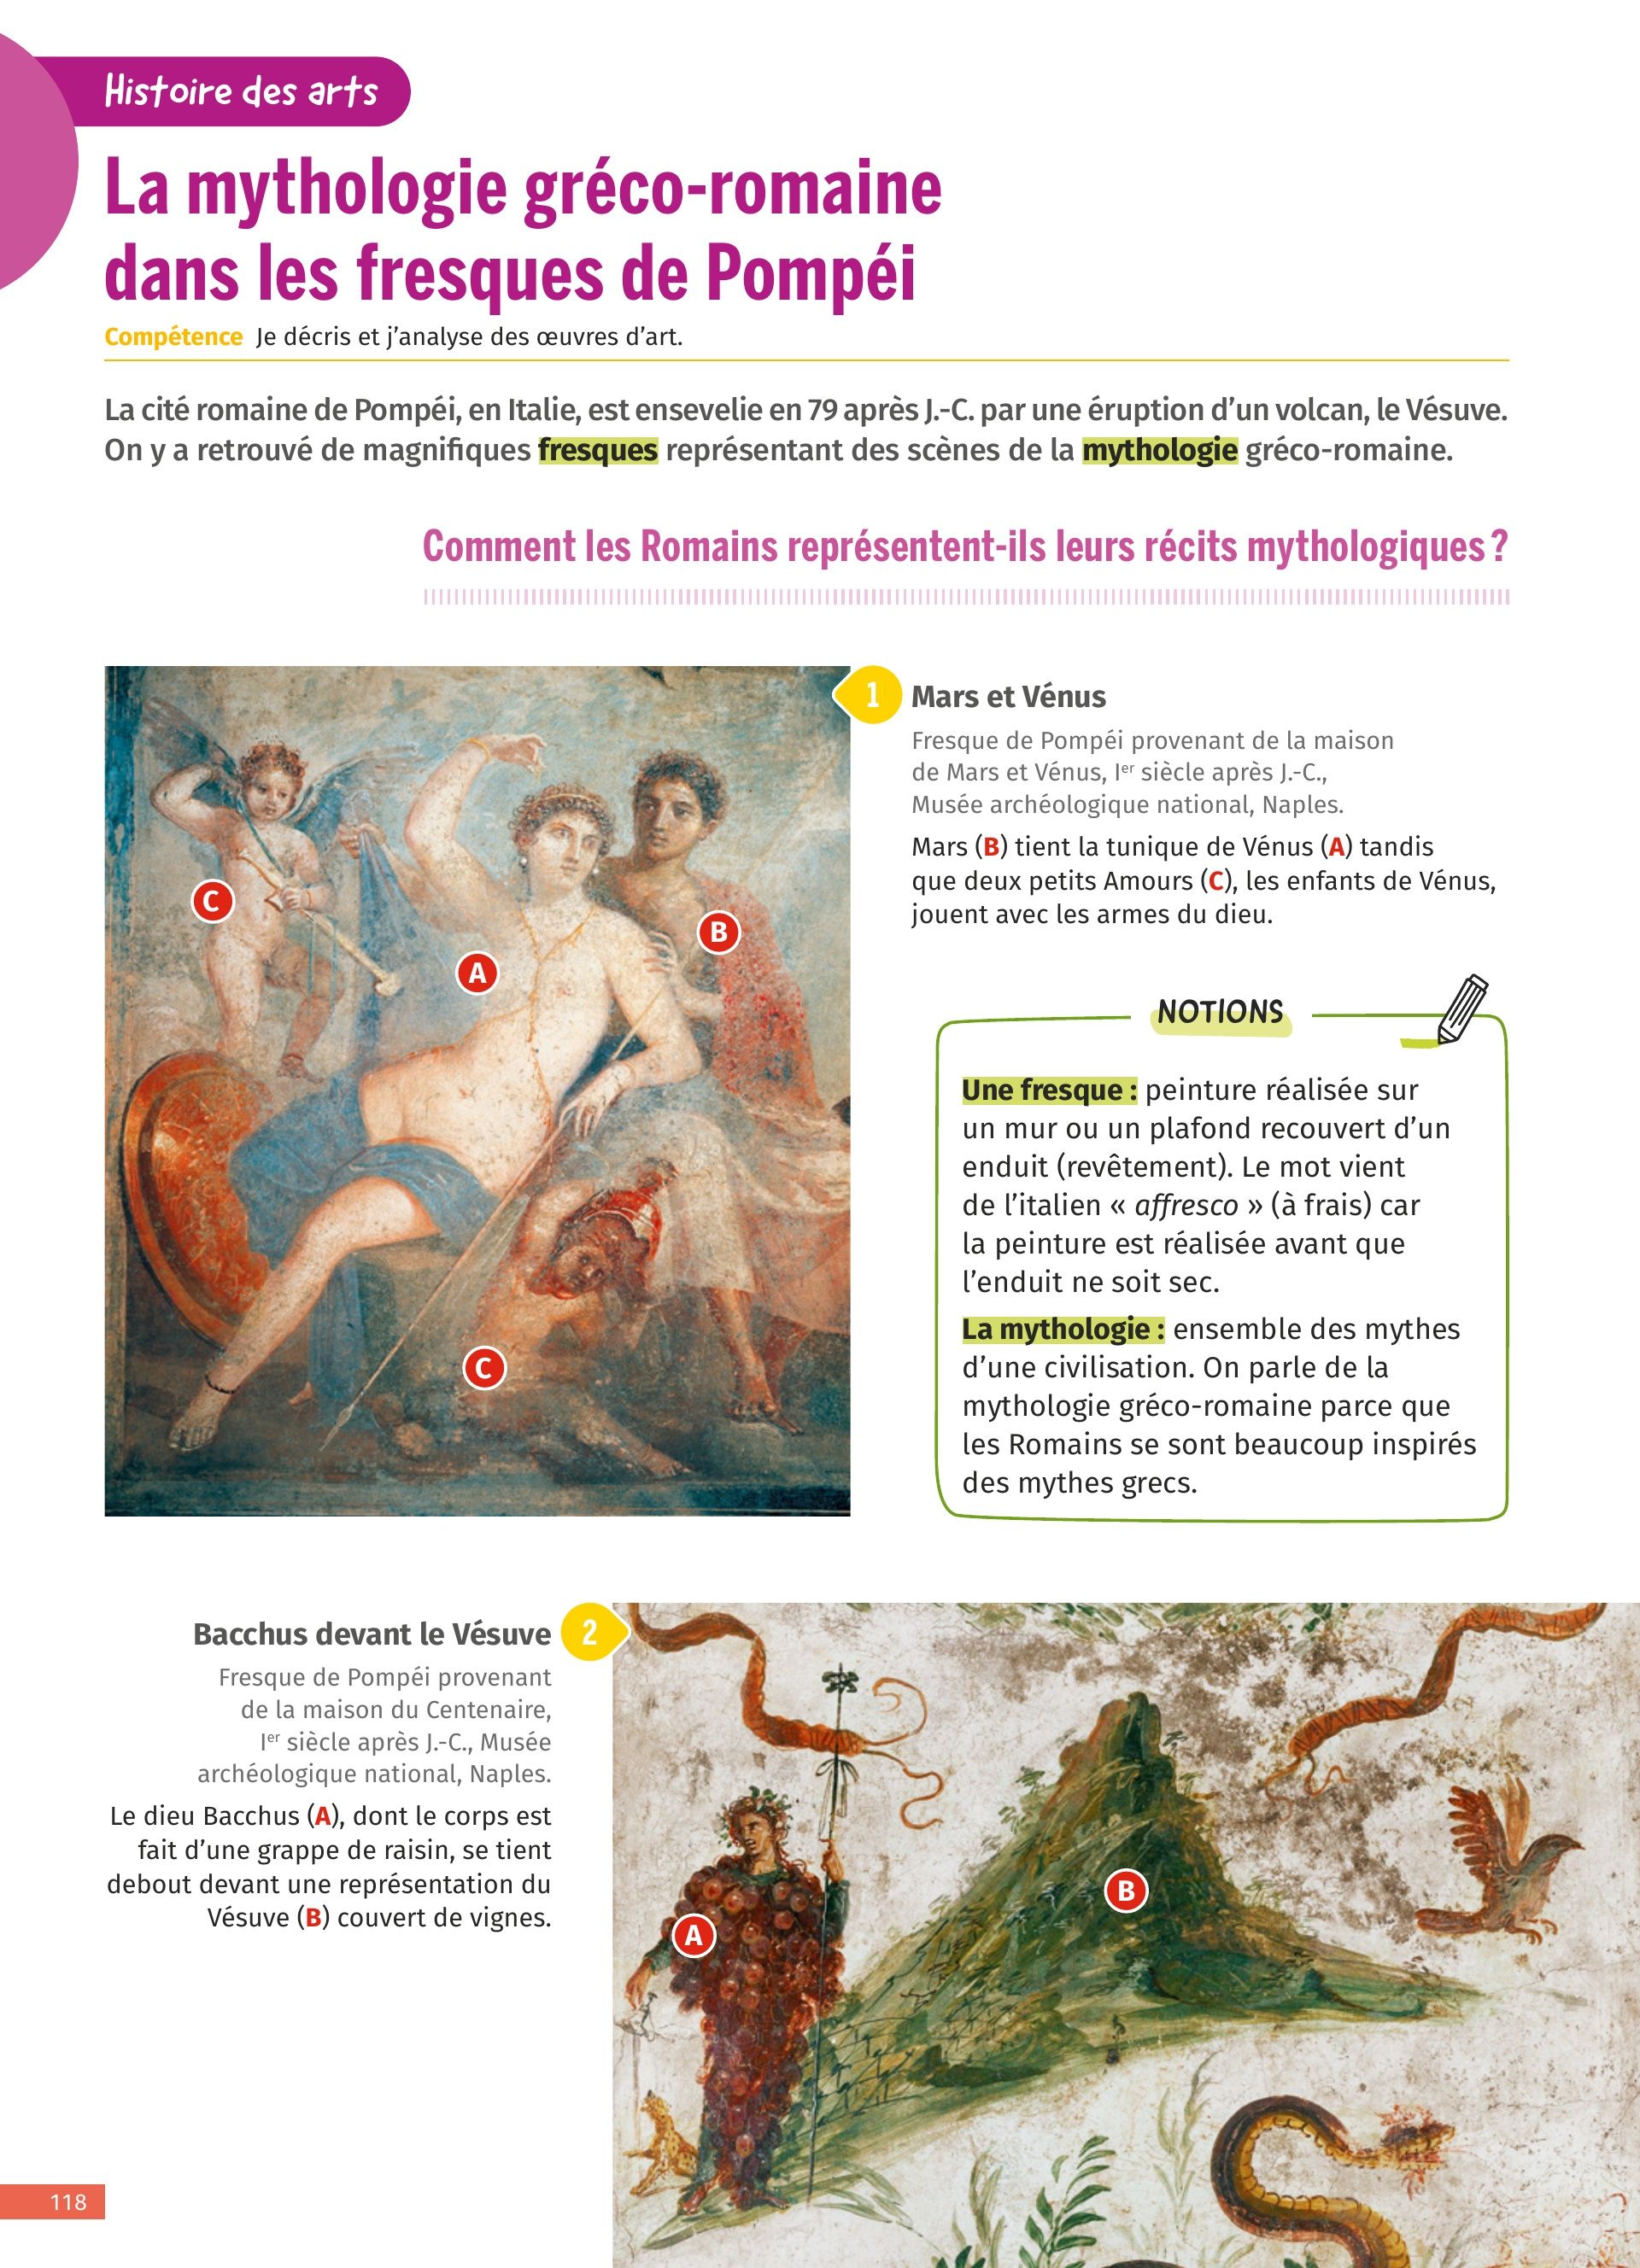 Histoire des arts
La mythologie gréco-romaine
dans les fresques de Pompéi
Compétence Je décris et j’analyse des œuvres d’art.
La cité romaine de Pompéi, en Italie, est ensevelie en 79 après J.-C. par une éruption d’un volcan, le Vésuve.
On y a retrouvé de magnifiques fresques représentant des scènes de la mythologie gréco-romaine.
Comment les Romains représentent-ils leurs récits mythologiques ?
1 Mars et Vénus
Fresque de Pompéi provenant de la maison
de Mars et Vénus, Ier siècle après J.-C.,
Musée archéologique national, Naples.
Mars (B) tient la tunique de Vénus (A) tandis
que deux petits Amours (C), les enfants de Vénus,
jouent avec les armes du dieu.
C
B
A
C
NOTIONS
Une fresque : peinture réalisée sur
un mur ou un plafond recouvert d’un
enduit (revêtement). Le mot vient
de l’italien « affresco » (à frais) car
la peinture est réalisée avant que
l’enduit ne soit sec.
La mythologie : ensemble des mythes
d’une civilisation. On parle de la
mythologie gréco-romaine parce que
les Romains se sont beaucoup inspirés
des mythes grecs.
Bacchus devant le Vésuve 2
Fresque de Pompéi provenant
de la maison du Centenaire,
Ier siècle après J.-C., Musée
archéologique national, Naples.
Le dieu Bacchus (A), dont le corps est
fait d’une grappe de raisin, se tient
debout devant une représentation du
Vésuve (B) couvert de vignes.
B
A
118